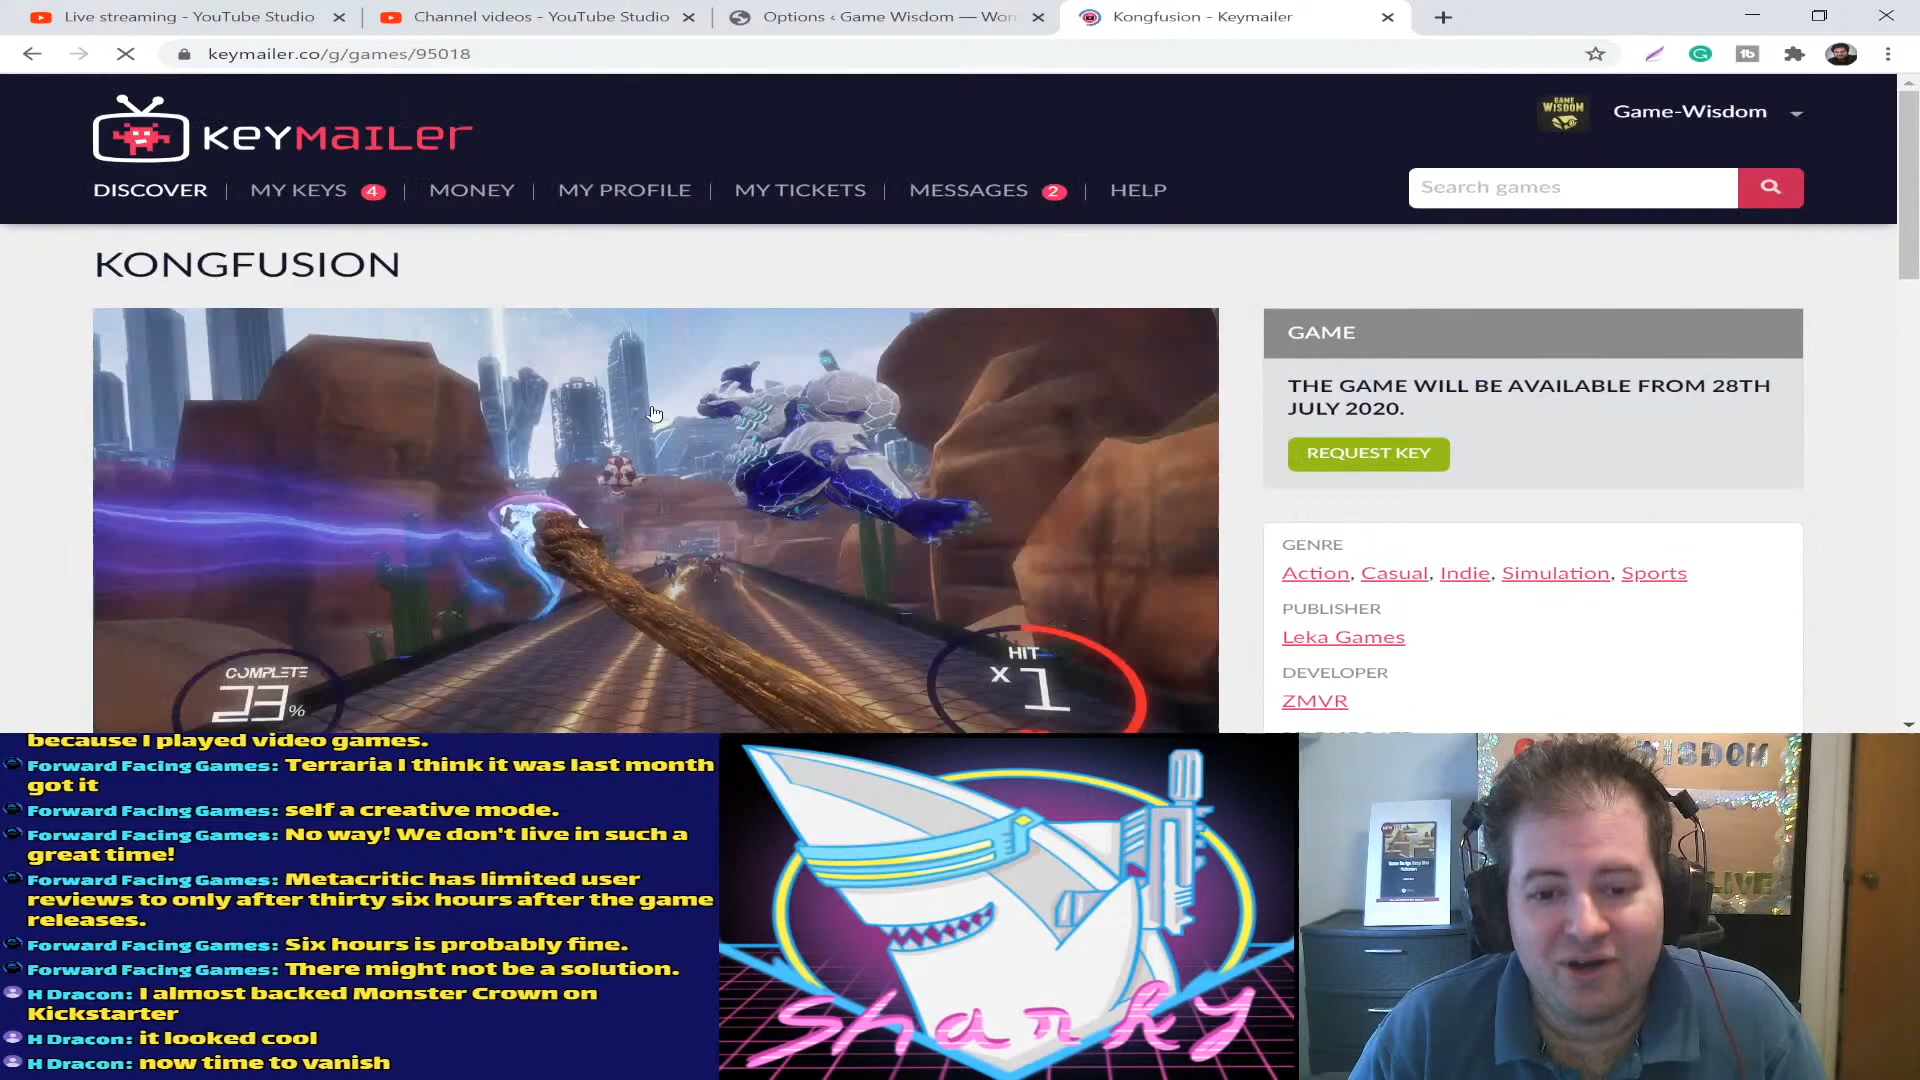 Live streaming - YouTube Studio
Channel videos - YouTube Studio
Options ‹ Game Wisdom — Wor
Kongfusion - Keymailer
keymailer.co/g/games/95018
KEYMAILER
GAME
WISDOM
Game-Wisdom
DISCOVER
MY KEYS 4
MONEY
MY PROFILE
MY TICKETS
MESSAGES 2
HELP
Search games
KONGFUSION
COMPLETE
23%
HIT
x1
GAME
THE GAME WILL BE AVAILABLE FROM 28TH
JULY 2020.
REQUEST KEY
GENRE
Action, Casual, Indie, Simulation, Sports
PUBLISHER
Leka Games
DEVELOPER
ZMVR
because I played video games.
Forward Facing Games: Terraria I think it was last month
got it
Forward Facing Games: self a creative mode.
Forward Facing Games: No way! We don't live in such a
great time!
Forward Facing Games: Metacritic has limited user
reviews to only after thirty six hours after the game
releases.
Forward Facing Games: Six hours is probably fine.
Forward Facing Games: There might not be a solution.
H Dracon: I almost backed Monster Crown on
Kickstarter
H Dracon: it looked cool
H Dracon: now time to vanish
Sharky
LIVE